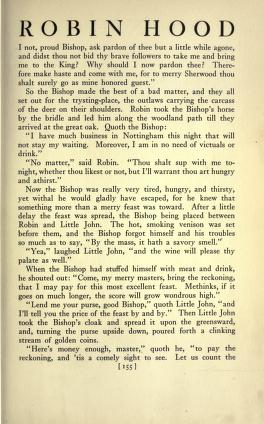 ROBIN HOOD
I not, proud Bishop, ask pardon of thee but a little while agone,
and didst thou not bid thy brave followers to take me and bring
me to the King? Why should I now pardon thee? There-
fore make haste and come with me, for to merry Sherwood thou
shalt surely go as mine honored guest."
So the Bishop made the best of a bad matter, and they all
set out for the trysting-place, the outlaws carrying the carcass
of the deer on their shoulders. Robin took the Bishop's horse
by the bridle and led him along the woodland path till they
arrived at the great oak. Quoth the Bishop:
"I have much business in Nottingham this night that will
not stay my waiting. Moreover, I am in no need of victuals or
drink."
"No matter," said Robin. "Thou shalt sup with me to-
night, whether thou likest or not, but I'll warrant thou art hungry
and athirst."
Now the Bishop was really very tired, hungry, and thirsty,
yet withal he would gladly have escaped, for he knew that
something more than a merry feast was toward. After a little
delay the feast was spread, the Bishop being placed between
Robin and Little John. The hot, smoking venison was set
before them, and the Bishop forgot himself and his troubles
so much as to say, "By the mass, it hath a savory smell."
"Yea," laughed Little John, "and the wine will please thy
palate as well."
When the Bishop had stuffed himself with meat and drink,
he shouted out: "Come, my merry masters, bring the reckoning,
that I may pay for this most excellent feast. Methinks, if it
goes on much longer, the score will grow wondrous high."
"Lend me your purse, good Bishop," quoth Little John, "and
I'll tell you the price of the feast by and by." Then Little John
took the Bishop's cloak and spread it upon the greensward,
and, turning the purse upside down, poured forth a clinking
stream of golden coins.
"Here's money enough, master," quoth he, "to pay the
reckoning, and 'tis a comely sight to see. Let us count the
[155]